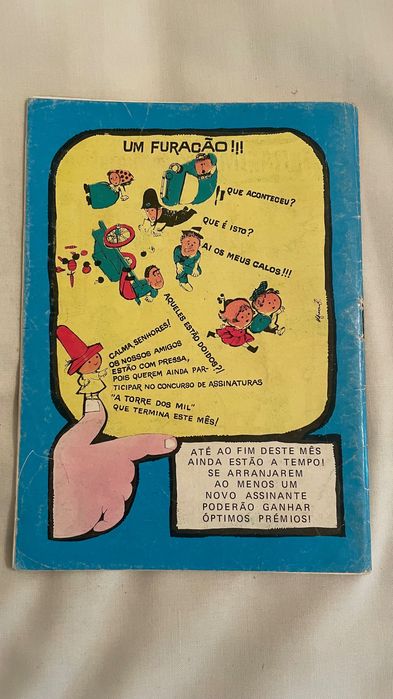 UM FURACÃO!!!
QUE ACONTECEU?
QUE É ISTO?
AI OS MEUS CALOS!!!
AQUELES ESTÃO DOIDOS?!
CALMA, SENHORES!
OS NOSSOS AMIGOS
ESTÃO COM PRESSA,
POIS QUEREM AINDA PAR-
TICIPAR NO CONCURSO DE ASSINATURAS
"A TORRE DOS MIL"
QUE TERMINA ESTE MÊS!
ATÉ AO FIM DESTE MÊS
AINDA ESTÃO A TEMPO!
SE ARRANJAREM
AO MENOS UM
NOVO ASSINANTE
PODERÃO GANHAR
ÓPTIMOS PRÉMIOS!